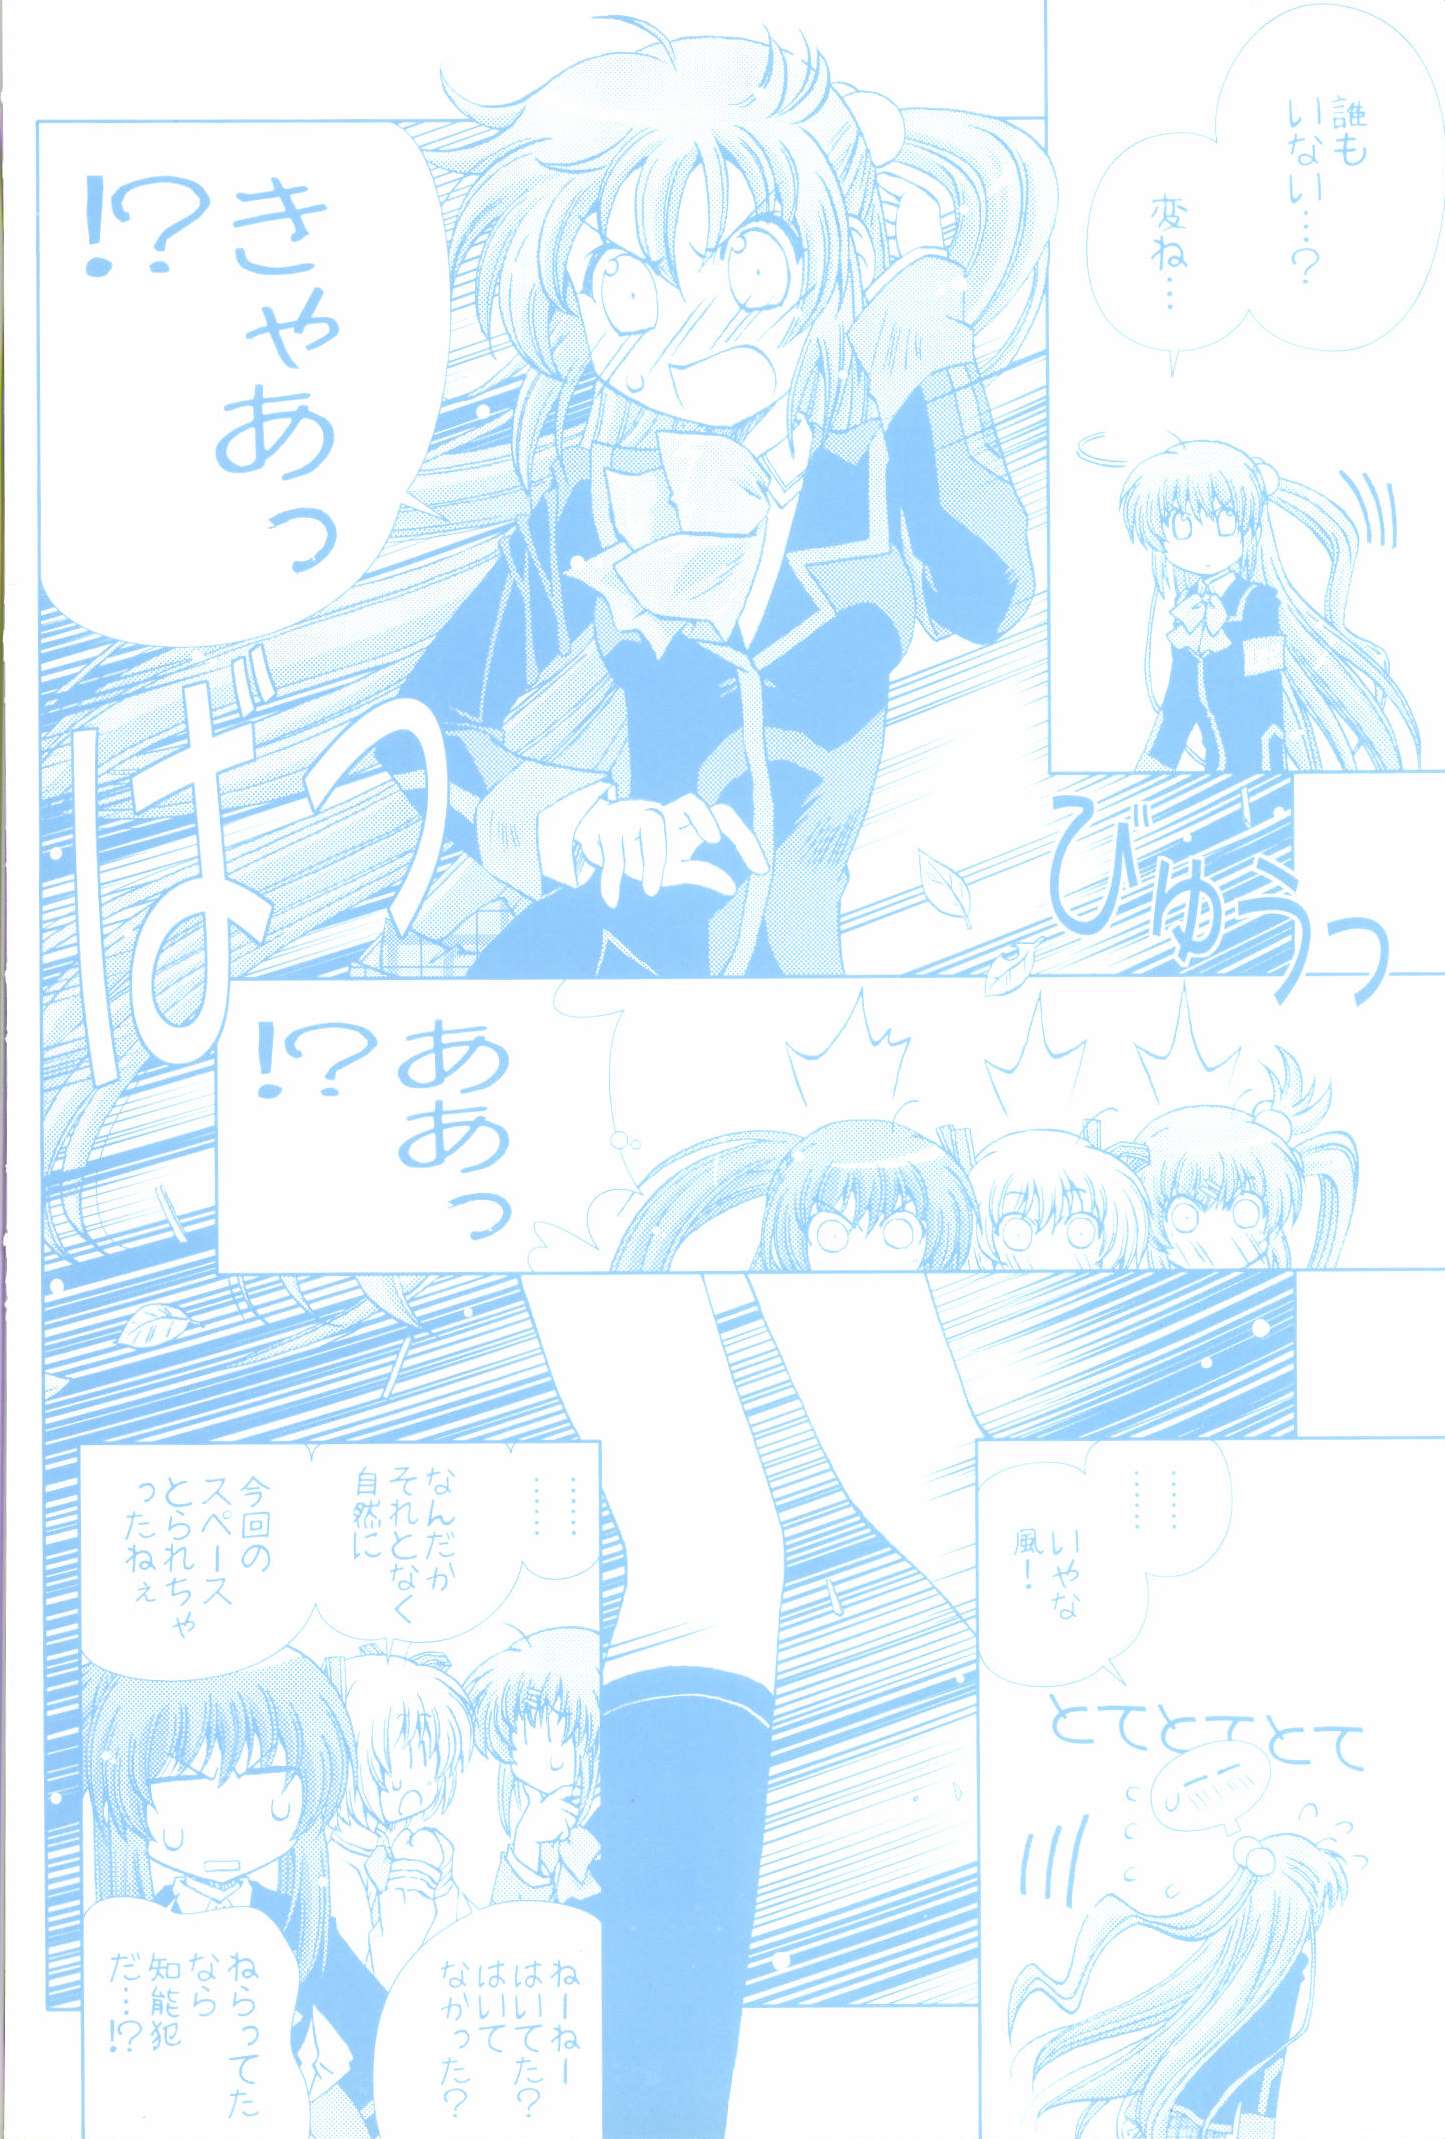 誰も
いない…?
変ね…
びゅうっ
きゃあっ
!?
ばっ
ああっ
!?
……
……
いやな
風!
とてとてとて
……
……
なんだか
それとなく
自然に
今回の
スペース
とられちゃ
ったねぇ
ねーねー
はいてた?
はいて
なかった?
ねらってた
なら
知能犯
だ…!?